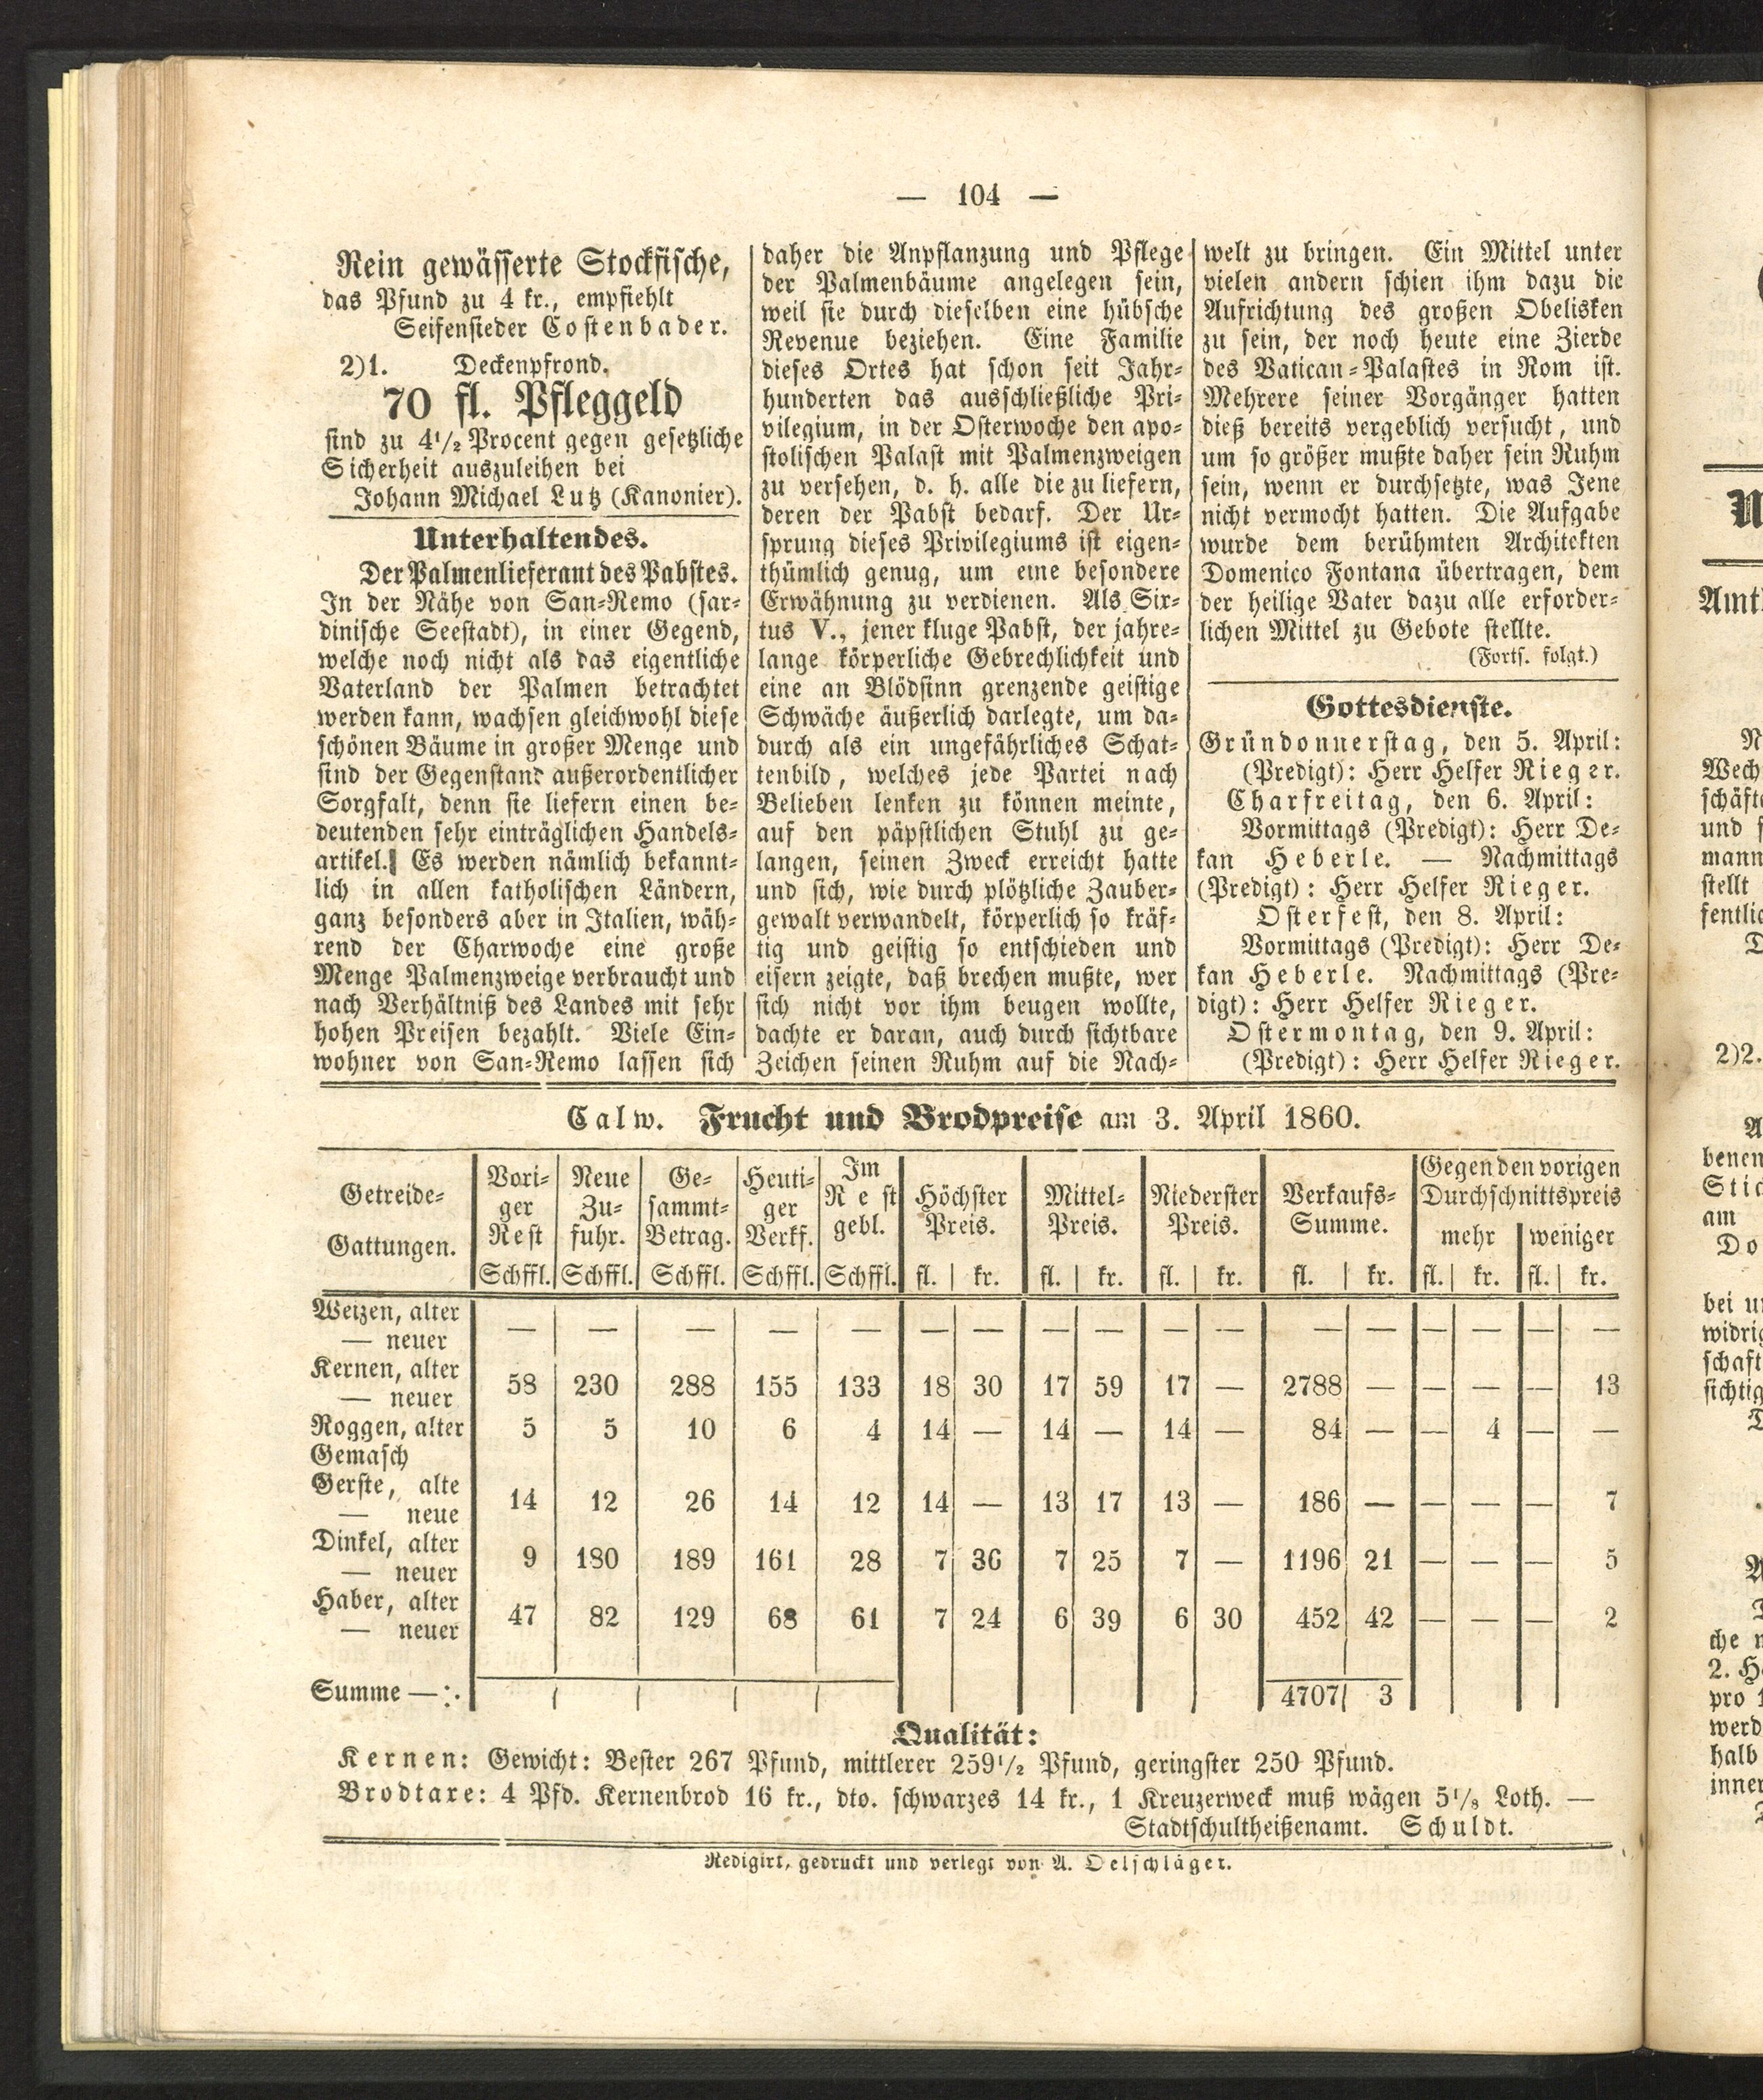 — 104 —
Rein gewässerte Stockfische,
das Pfund zu 4 kr., empfiehlt
Seifensieder Costenbader.
2)1. Deckenpfrond.
70 fl. Pfleggeld
sind zu 4¹/₂ Procent gegen gesetzliche
Sicherheit auszuleihen bei
Johann Michael Lutz (Kanonier).
Unterhaltendes.
Der Palmenlieferant des Pabstes.
In der Nähe von San-Remo (sar-
dinische Seestadt), in einer Gegend,
welche noch nicht als das eigentliche
Vaterland der Palmen betrachtet
werden kann, wachsen gleichwohl diese
schönen Bäume in großer Menge und
sind der Gegenstand außerordentlicher
Sorgfalt, denn sie liefern einen be-
deutenden sehr einträglichen Handels-
artikel. Es werden nämlich bekannt-
lich in allen katholischen Ländern,
ganz besonders aber in Italien, wäh-
rend der Charwoche eine große
Menge Palmenzweige verbraucht und
nach Verhältniß des Landes mit sehr
hohen Preisen bezahlt. Viele Ein-
wohner von San-Remo lassen sich
daher die Anpflanzung und Pflege
der Palmenbäume angelegen sein,
weil sie durch dieselben eine hübsche
Revenue beziehen. Eine Familie
dieses Ortes hat schon seit Jahr-
hunderten das ausschließliche Pri-
vilegium, in der Osterwoche den apo-
stolischen Palast mit Palmenzweigen
zu versehen, d. h. alle die zu liefern,
deren der Pabst bedarf. Der Ur-
sprung dieses Privilegiums ist eigen-
thümlich genug, um eine besondere
Erwähnung zu verdienen. Als Six-
tus V., jener kluge Pabst, der jahre-
lange körperliche Gebrechlichkeit und
eine an Blödsinn grenzende geistige
Schwäche äußerlich darlegte, um da-
durch als ein ungefährliches Schat-
tenbild, welches jede Partei nach
Belieben lenken zu können meinte,
auf den päpstlichen Stuhl zu ge-
langen, seinen Zweck erreicht hatte
und sich, wie durch plötzliche Zauber-
gewalt verwandelt, körperlich so kräf-
tig und geistig so entschieden und
eisern zeigte, daß brechen mußte, wer
sich nicht vor ihm beugen wollte,
dachte er daran, auch durch sichtbare
Zeichen seinen Ruhm auf die Nach-
welt zu bringen. Ein Mittel unter
vielen andern schien ihm dazu die
Aufrichtung des großen Obelisken
zu sein, der noch heute eine Zierde
des Vatican-Palastes in Rom ist.
Mehrere seiner Vorgänger hatten
dieß bereits vergeblich versucht, und
um so größer mußte daher sein Ruhm
sein, wenn er durchsetzte, was Jene
nicht vermocht hatten. Die Aufgabe
wurde dem berühmten Architekten
Domenico Fontana übertragen, dem
der heilige Vater dazu alle erforder-
lichen Mittel zu Gebote stellte.
(Forts. folgt.)
Gottesdienste.
Gründonnerstag, den 5. April:
(Predigt): Herr Helfer Rieger.
Charfreitag, den 6. April:
Vormittags (Predigt): Herr De-
kan Heberle. — Nachmittags
(Predigt): Herr Helfer Rieger.
Osterfest, den 8. April:
Vormittags (Predigt): Herr De-
kan Heberle. Nachmittags (Pre-
digt): Herr Helfer Rieger.
Ostermontag, den 9. April:
(Predigt): Herr Helfer Rieger.
Calw. Frucht und Brodpreise am 3. April 1860.
Getreide-Gattungen. | Voriger Rest | Neue Zu-fuhr. | Ge-sammt-Betrag. | Heuti-ger Verkf. | Im Rest gebl. | Höchster Preis. | Mittel-Preis. | Niederster Preis. | Verkaufs-Summe. | Gegen den vorigen Durchschnittspreis mehr | weniger
Schffl. | Schffl. | Schffl. | Schffl. | Schffl. | fl. | kr. | fl. | kr. | fl. | kr. | fl. | kr. | fl. | kr. | fl. | kr.
Weizen, alter
— neuer — — — — — — — — — — — — — — — — —
Kernen, alter
— neuer 58 230 288 155 133 18 30 17 59 17 — 2788 — — — — 13
Roggen, alter 5 5 10 6 4 14 — 14 — 14 — 84 — — 4 — —
Gemasch
Gerste, alte
— neue 14 12 26 14 12 14 — 13 17 13 — 186 — — — — 7
Dinkel, alter
— neuer 9 180 189 161 28 7 36 7 25 7 — 1196 21 — — — 5
Haber, alter
— neuer 47 82 129 68 61 7 24 6 39 6 30 452 42 — — — 2
Summe —:. 4707 3
Qualität:
Kernen: Gewicht: Bester 267 Pfund, mittlerer 259¹/₂ Pfund, geringster 250 Pfund.
Brodtare: 4 Pfd. Kernenbrod 16 kr., dto. schwarzes 14 kr., 1 Kreuzerweck muß wägen 5¹/₈ Loth. —
Stadtschultheißenamt. Schuldt.
Redigirt, gedruckt und verlegt von A. Oelschläger.